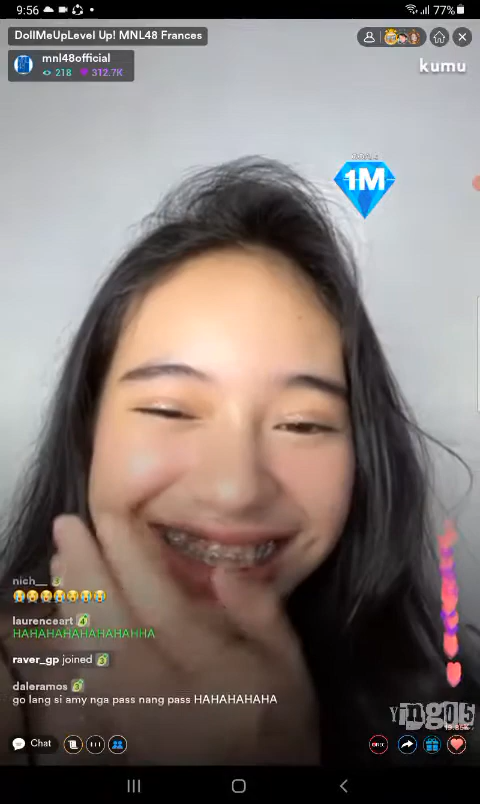 9:56
77%
DollMeUpLevel Up! MNL48 Frances
mnl48official
218 312.7K
kumu
1M
nich__
laurenceart
HAHAHAHAHAHAHAHHA
raver_gp joined
daleramos
go lang si amy nga pass nang pass HAHAHAHAHA
Chat